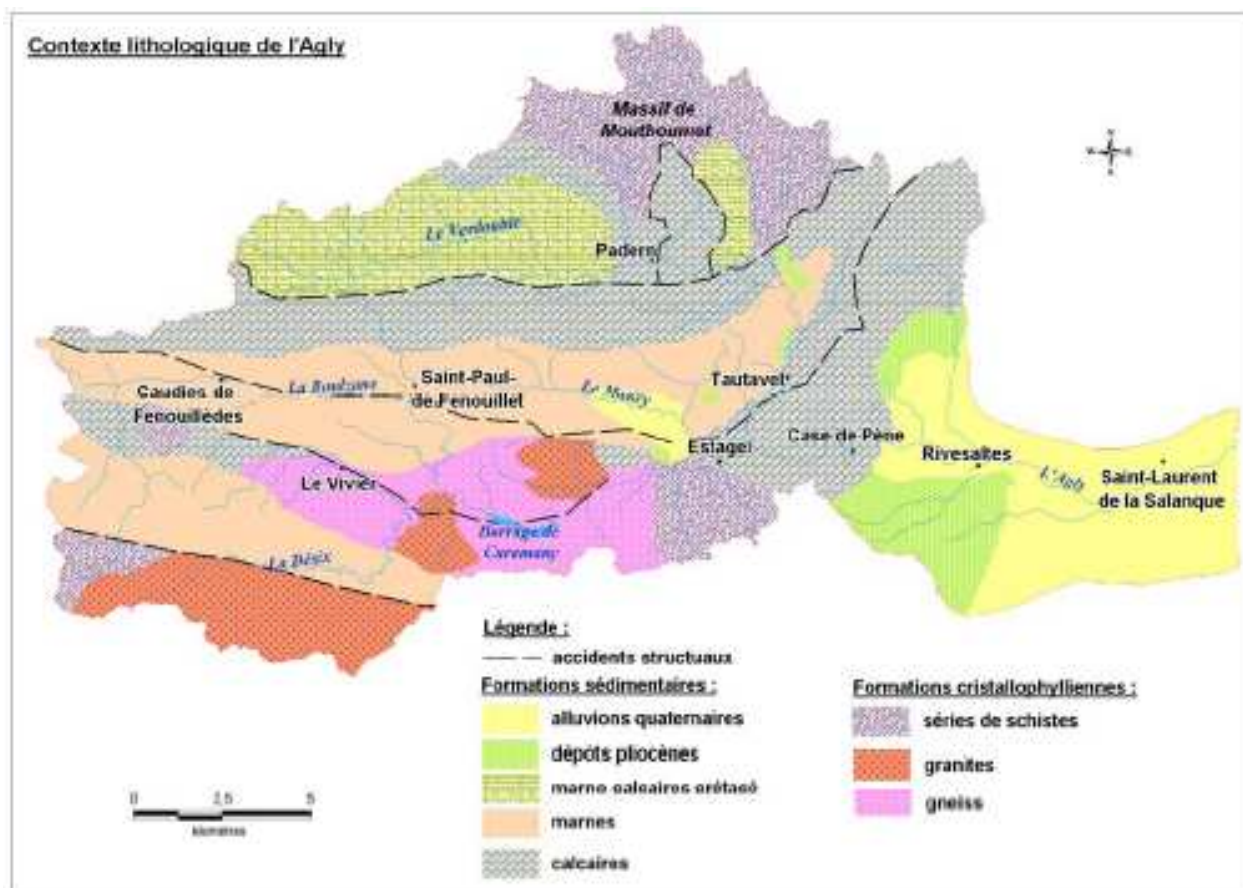 Contexte lithologique de l'Agly
Massif de
Mouthoumet
N
W
E
S
Le Verdouble
Padern
Caudies de
Fenouillèdes
La Boulzane
Saint-Paul-
de-Fenouillet
Le Maury
Tautavel
Estagel
Case de Pène
Rivesaltes
L'Agly
Saint-Laurent
de la Salanque
Le Vivier
Barrage de
Caramany
La Désix
Légende :
accidents structuaux
Formations sédimentaires :
alluvions quaternaires
dépôts pliocènes
marno calcaires crétacé
marnes
calcaires
Formations cristallophylliennes :
séries de schistes
granites
gneiss
0 2,5 5
kilomètres